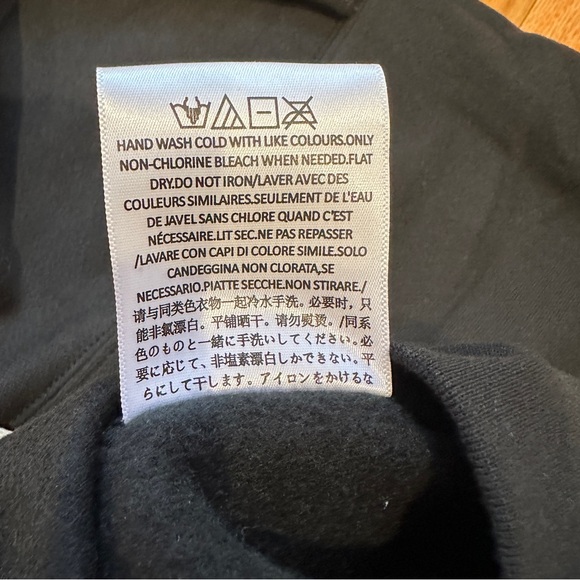 HAND WASH COLD WITH LIKE COLOURS.ONLY
NON-CHLORINE BLEACH WHEN NEEDED.FLAT
DRY.DO NOT IRON/LAVER AVEC DES
COULEURS SIMILAIRES.SEULEMENT DE L'EAU
DE JAVEL SANS CHLORE QUAND C'EST
NÉCESSAIRE.LIT SEC.NE PAS REPASSER
/LAVARE CON CAPI DI COLORE SIMILE.SOLO
CANDEGGINA NON CLORATA,SE
NECESSARIO.PIATTE SECCHE.NON STIRARE./
请与同类色衣物一起冷水手洗。必要时，只
能非氯漂白。平铺晒干。请勿熨烫。/同系
色のものと一緒に手洗いしてください。必
要に応じて、非塩素漂白しかできない。平
らにして干します。アイロンをかけるな